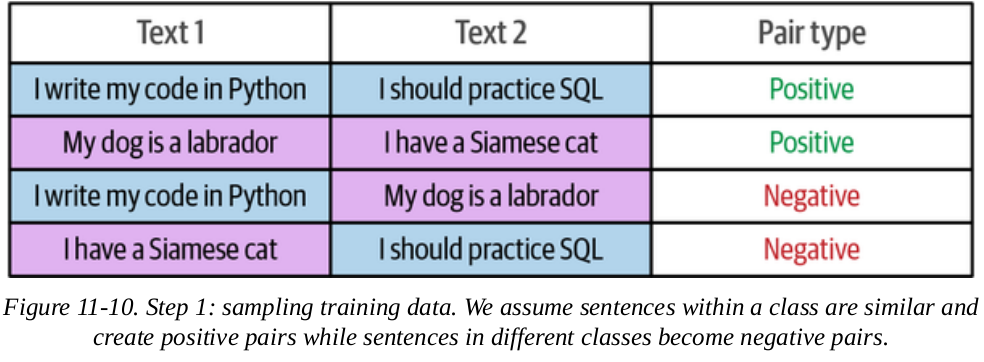 Text 1 Text 2 Pair type
I write my code in Python I should practice SQL Positive
My dog is a labrador I have a Siamese cat Positive
I write my code in Python My dog is a labrador Negative
I have a Siamese cat I should practice SQL Negative
Figure 11-10. Step 1: sampling training data. We assume sentences within a class are similar and
create positive pairs while sentences in different classes become negative pairs.